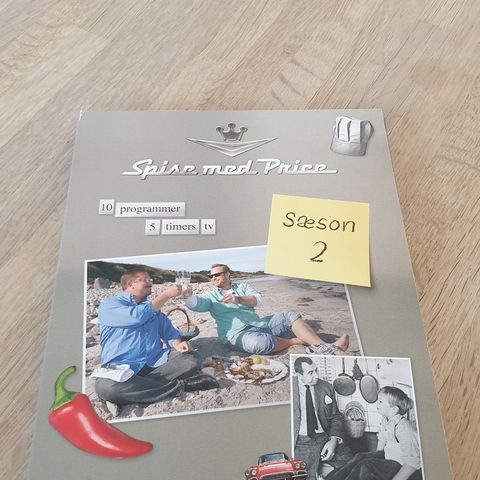 Spise med Price
10 programmer
5 timers tv
Sæson
2